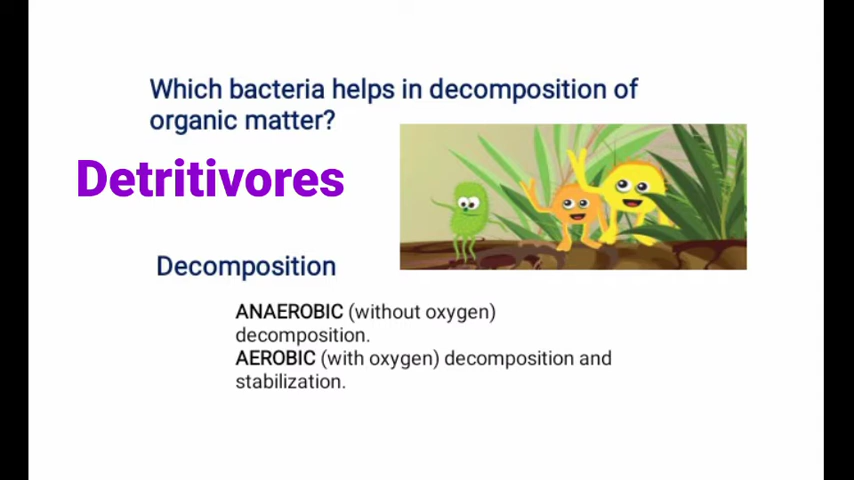 Which bacteria helps in decomposition of
organic matter?
Detritivores
Decomposition
ANAEROBIC (without oxygen)
decomposition.
AEROBIC (with oxygen) decomposition and
stabilization.